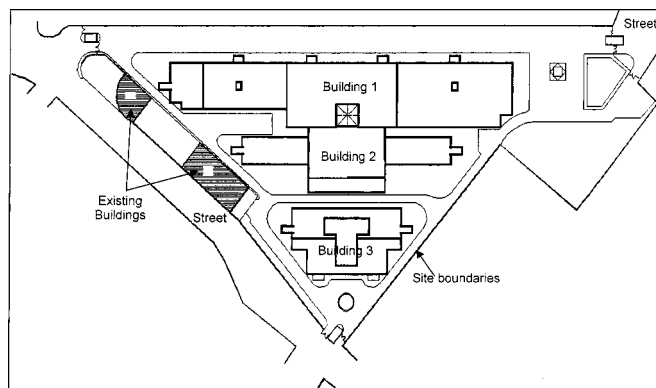 Street
Building 1
Building 2
Existing
Buildings
Street
Building 3
Site boundaries